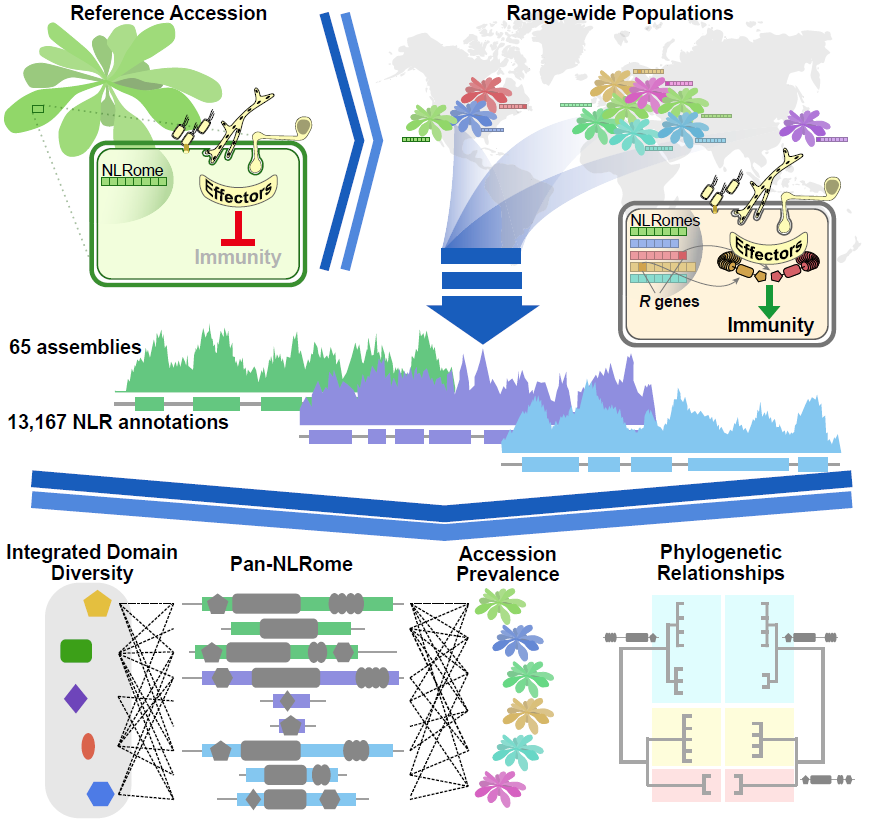 Reference Accession
Range-wide Populations
NLRome
Effectors
Immunity
NLRomes
Effectors
R genes
Immunity
65 assemblies
13,167 NLR annotations
Integrated Domain
Diversity
Pan-NLRome
Accession
Prevalence
Phylogenetic
Relationships